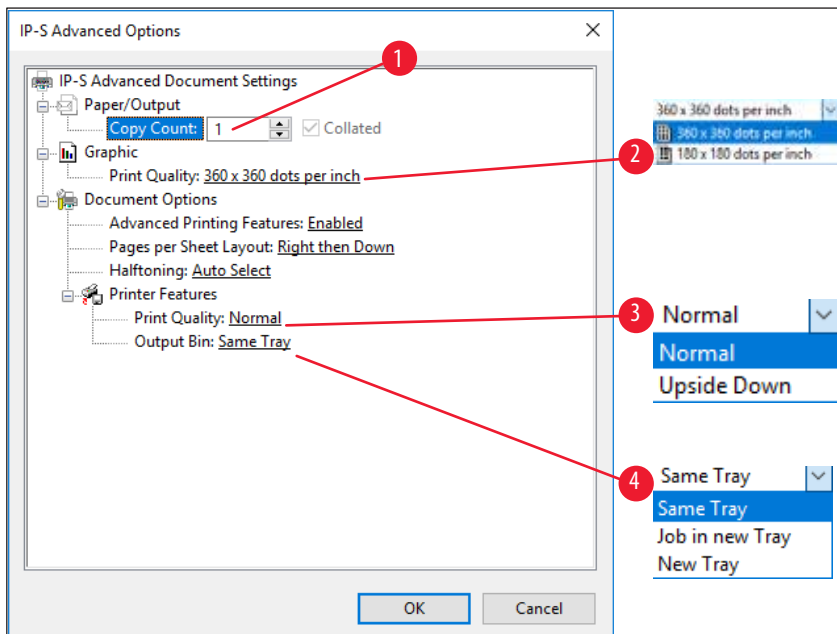 IP-S Advanced Options
IP-S Advanced Document Settings
Paper/Output
Copy Count: 1 Collated
Graphic
Print Quality: 360 x 360 dots per inch
Document Options
Advanced Printing Features: Enabled
Pages per Sheet Layout: Right then Down
Halftoning: Auto Select
Printer Features
Print Quality: Normal
Output Bin: Same Tray
OK Cancel
1
2
360 x 360 dots per inch
360 x 360 dots per inch
180 x 180 dots per inch
3
Normal
Normal
Upside Down
4
Same Tray
Same Tray
Job in new Tray
New Tray